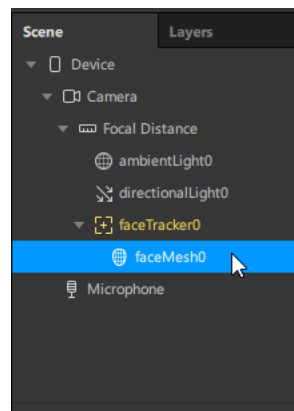 Scene Layers
Device
Camera
Focal Distance
ambientLight0
directionalLight0
faceTracker0
faceMesh0
Microphone